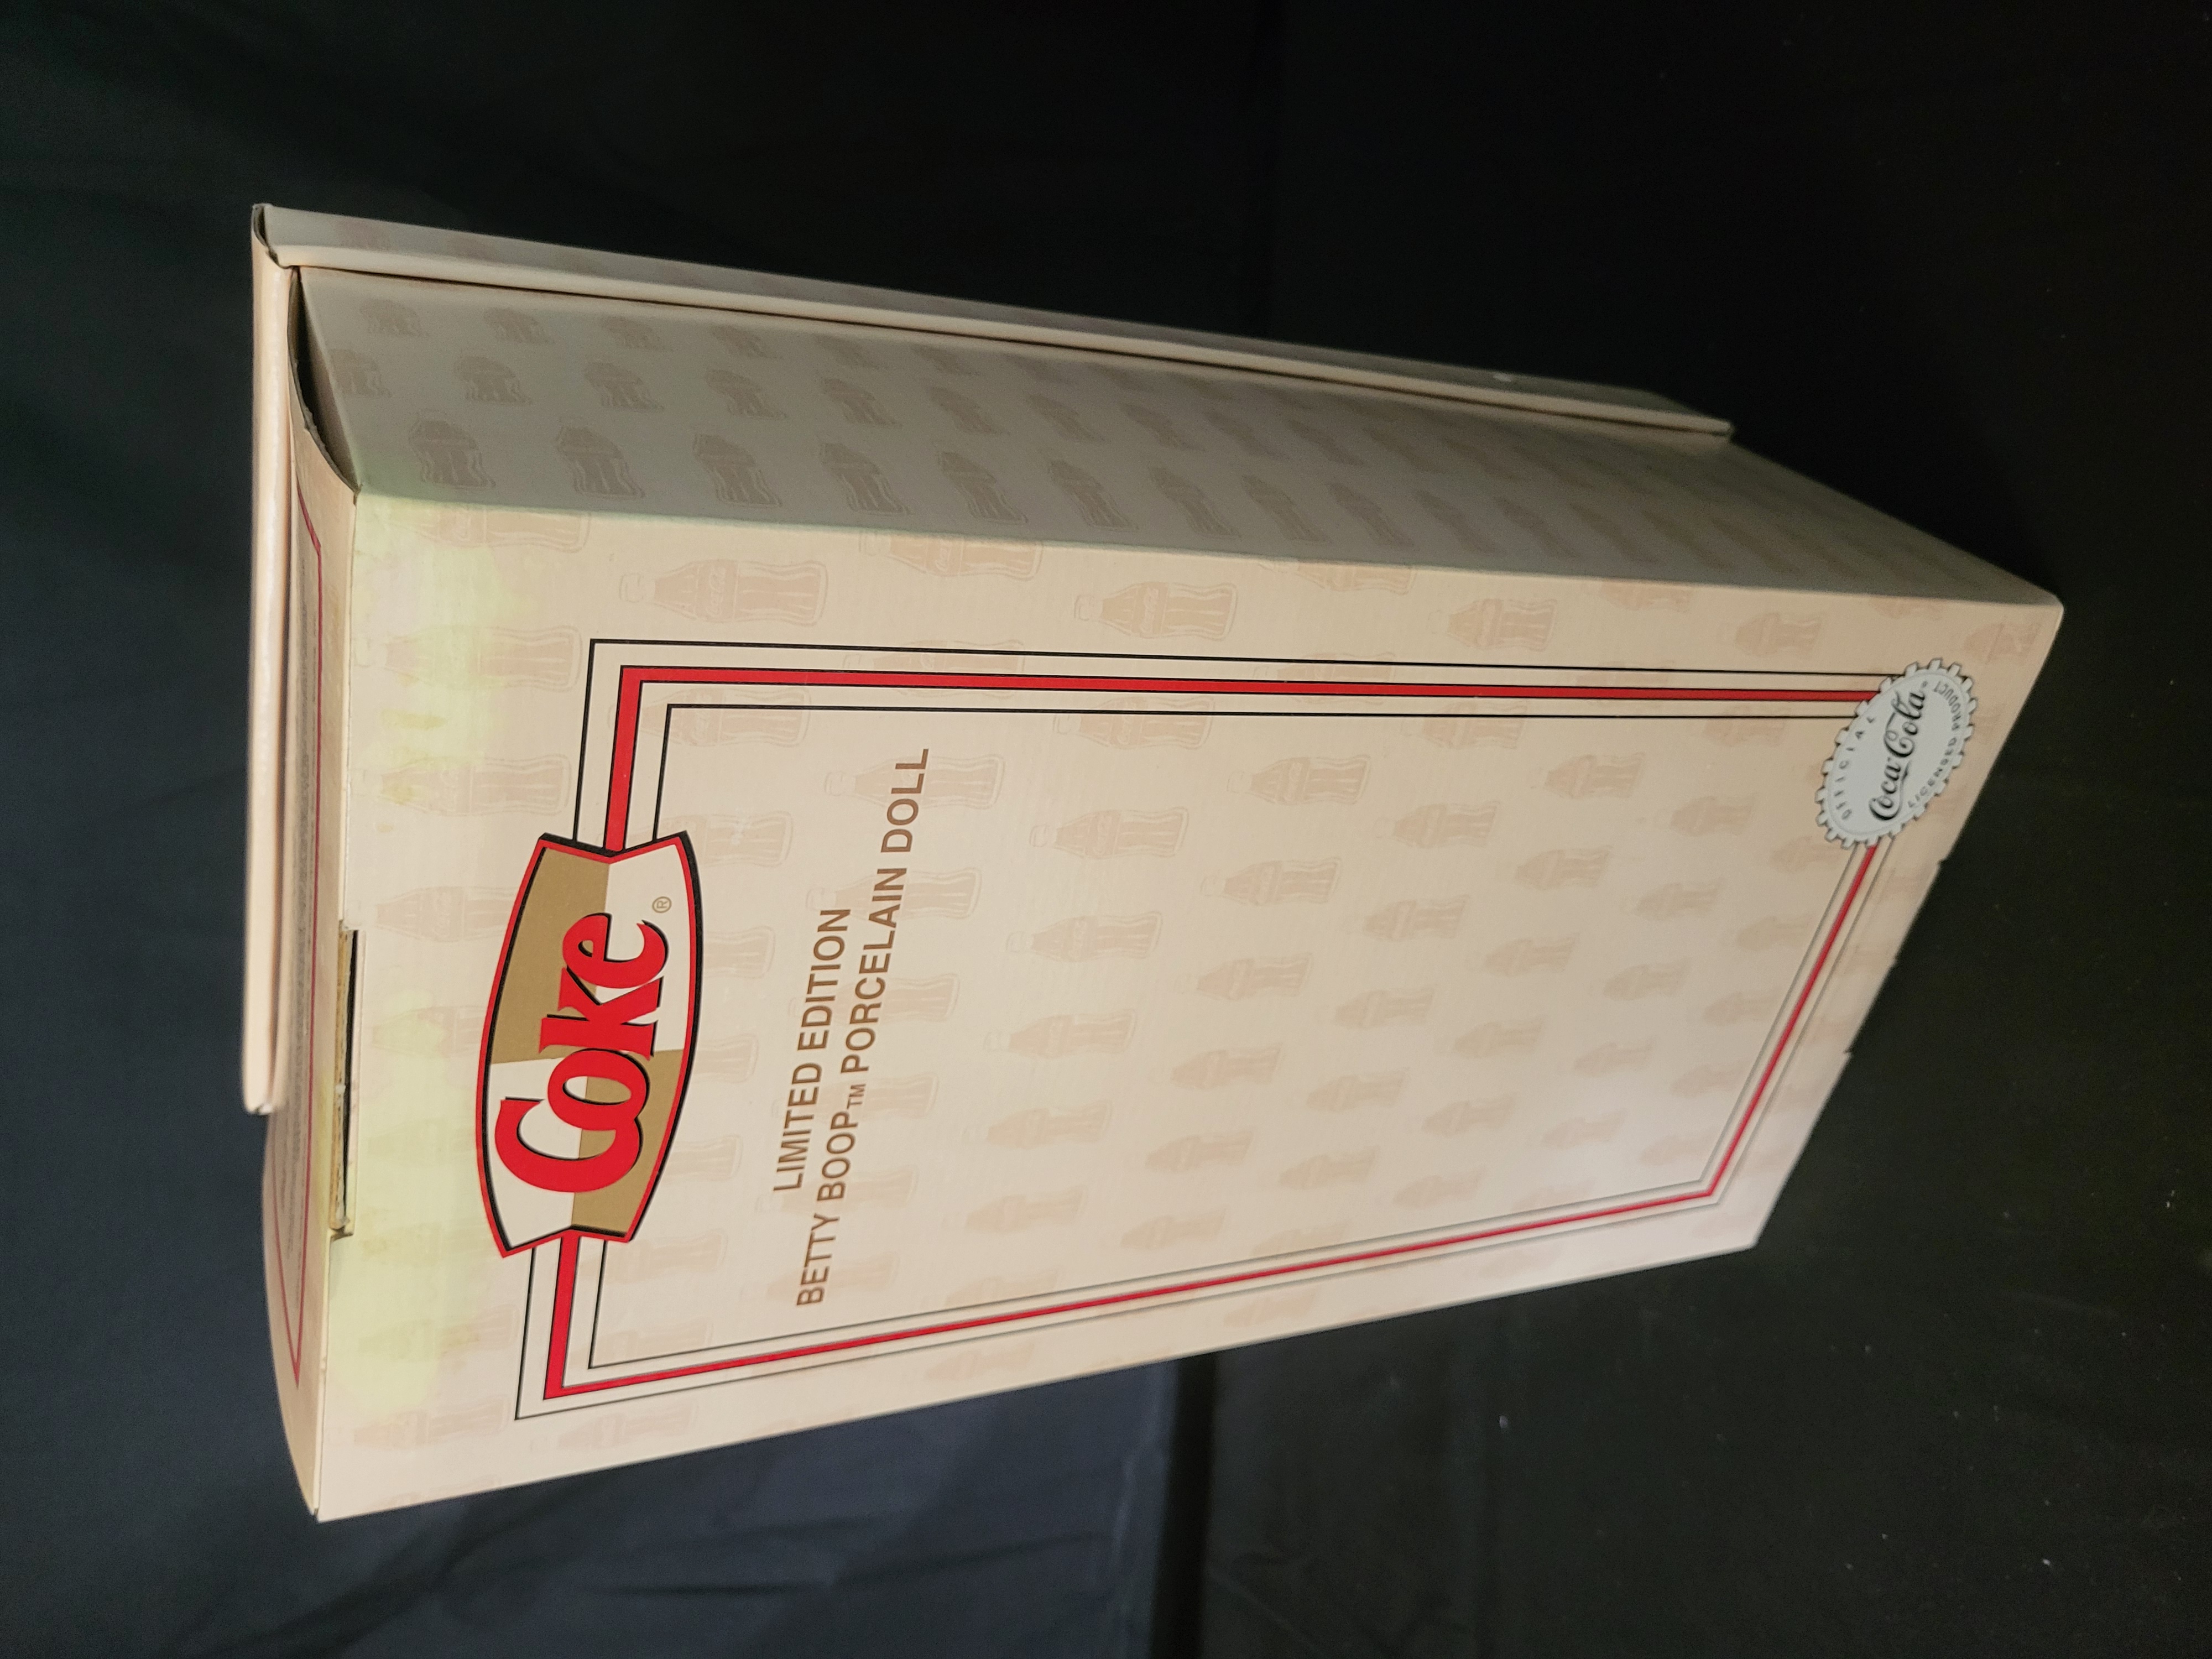 Coke®
LIMITED EDITION
BETTY BOOP™ PORCELAIN DOLL
OFFICIAL
Coca-Cola®
LICENSED PRODUCT